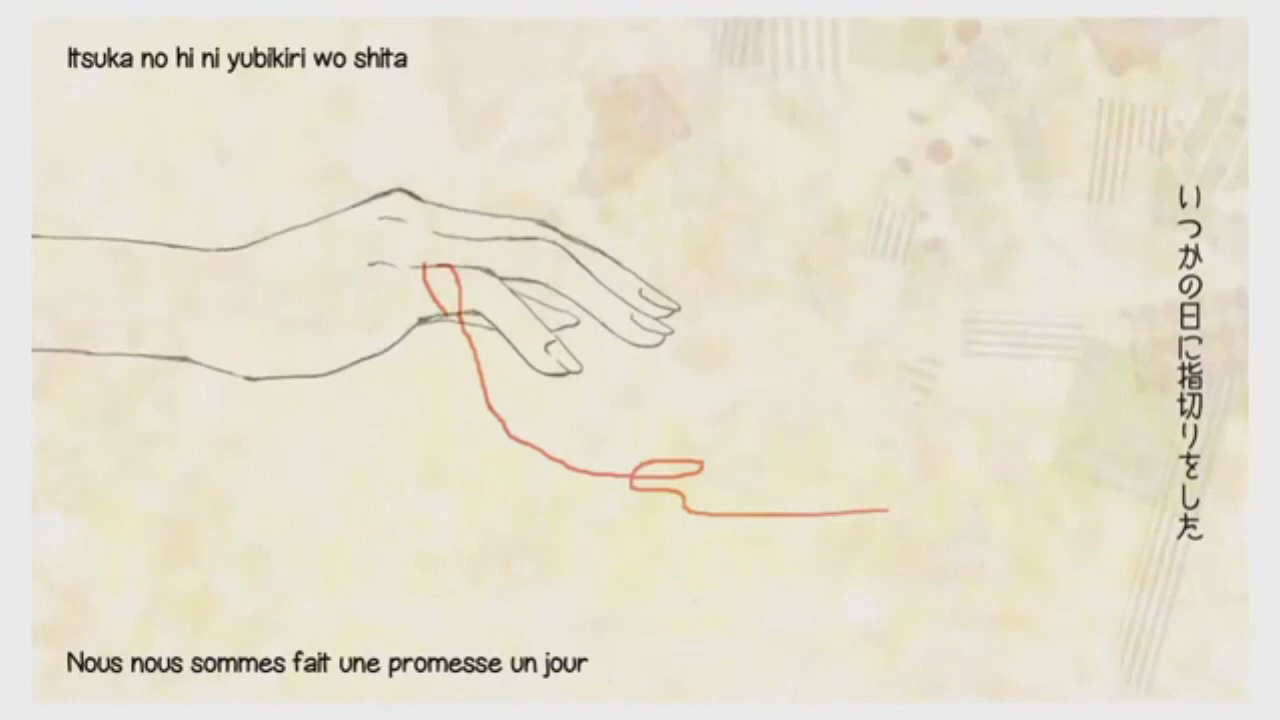 Itsuka no hi ni yubikiri wo shita
いつかの日に指切りをした
Nous nous sommes fait une promesse un jour